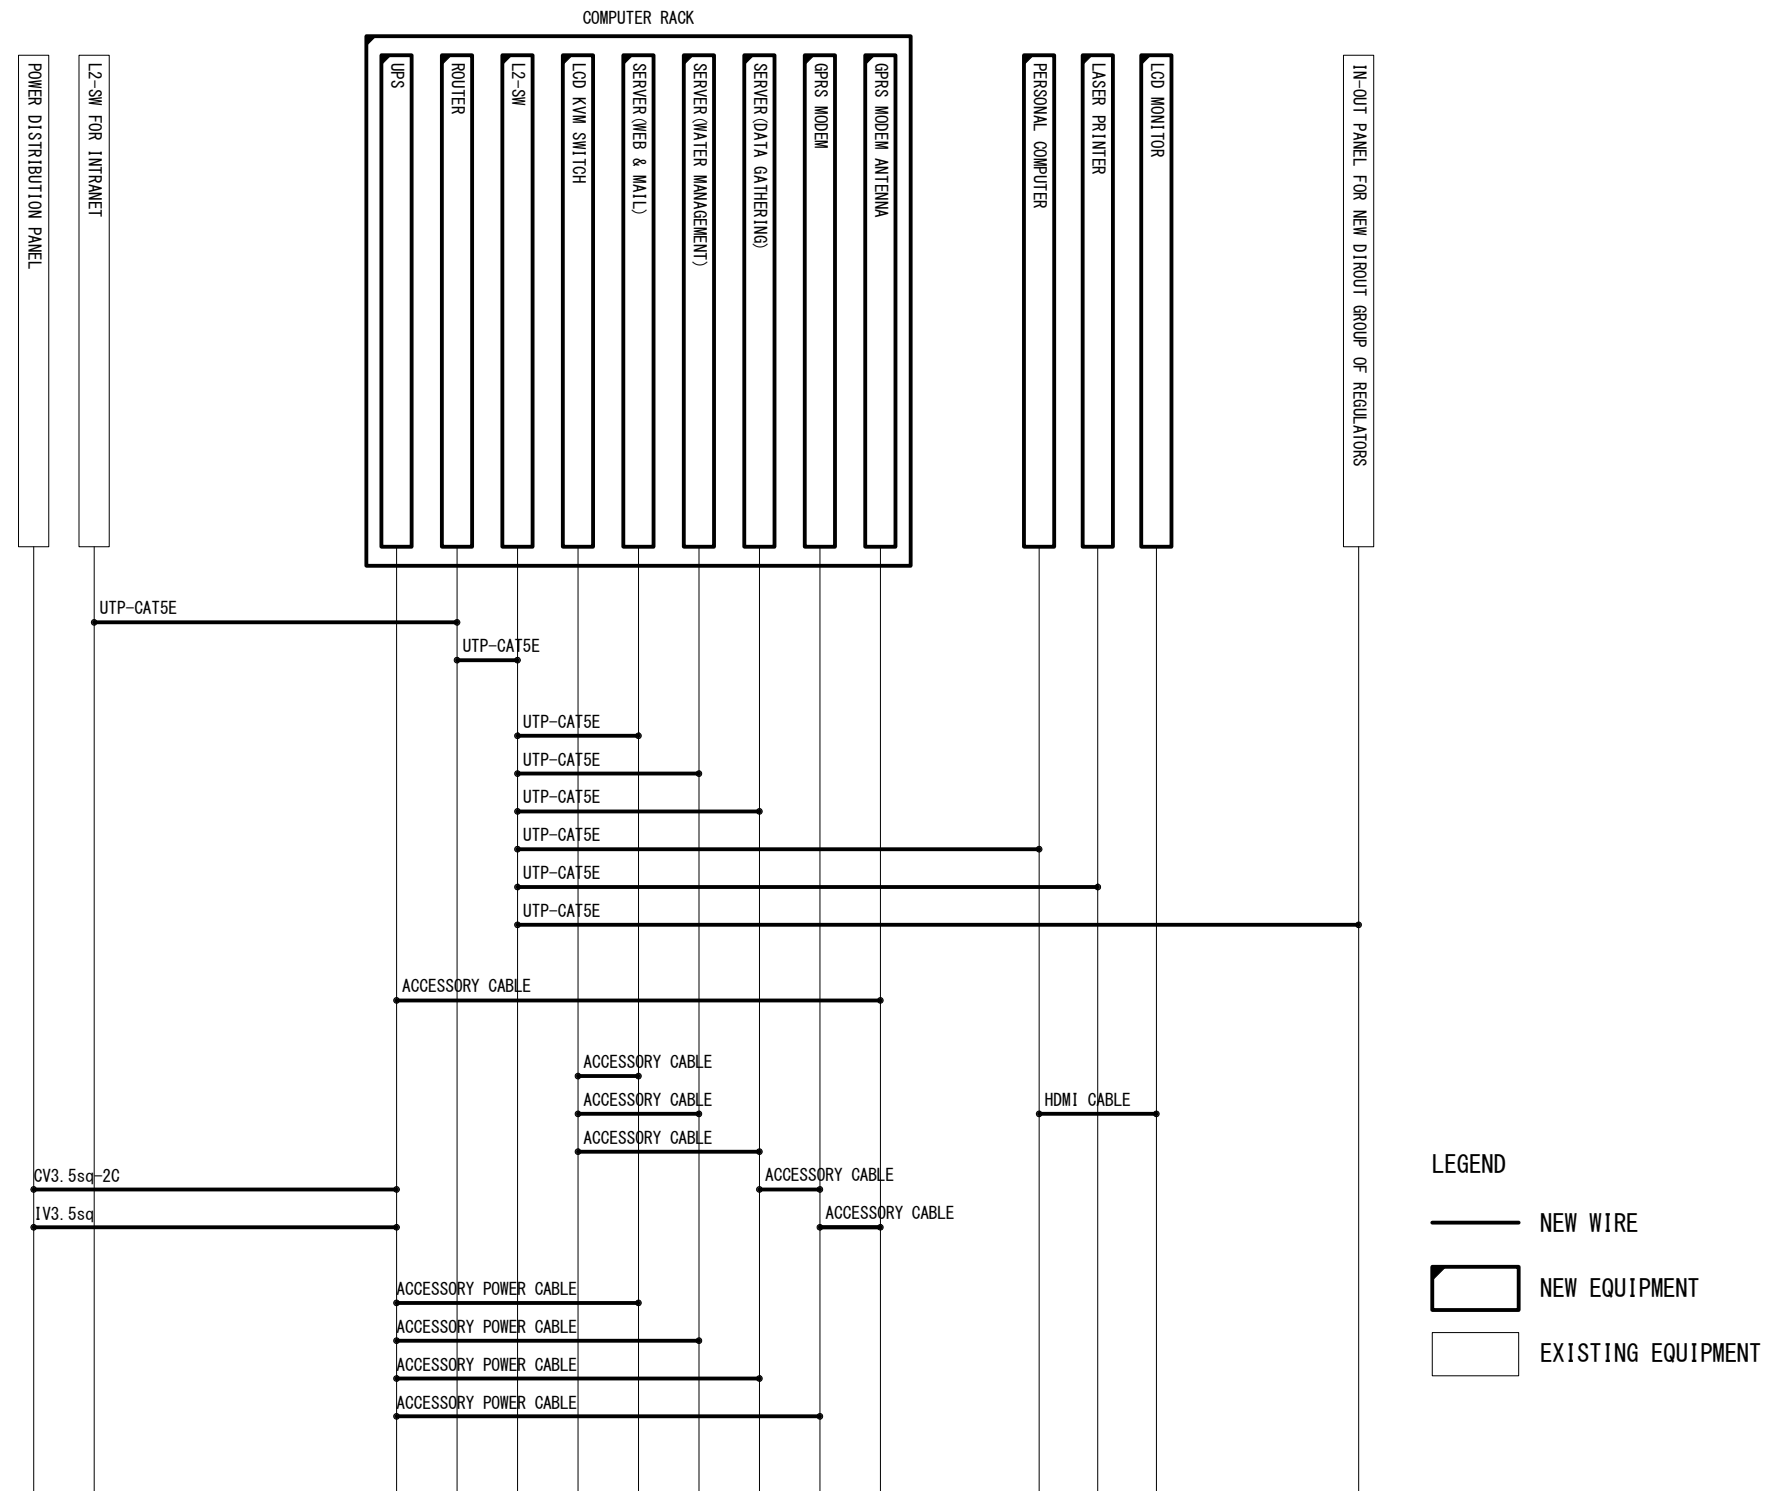 COMPUTER RACK
POWER DISTRIBUTION PANEL
L2-SW FOR INTRANET
UPS
ROUTER
L2-SW
LCD KVM SWITCH
SERVER(WEB & MAIL)
SERVER(WATER MANAGEMENT)
SERVER(DATA GATHERING)
GPRS MODEM
GPRS MODEM ANTENNA
PERSONAL COMPUTER
LASER PRINTER
LCD MONITOR
IN-OUT PANEL FOR NEW DIROUT GROUP OF REGULATORS
UTP-CAT5E
UTP-CAT5E
UTP-CAT5E
UTP-CAT5E
UTP-CAT5E
UTP-CAT5E
UTP-CAT5E
UTP-CAT5E
ACCESSORY CABLE
ACCESSORY CABLE
ACCESSORY CABLE
HDMI CABLE
ACCESSORY CABLE
CV3.5sq-2C
ACCESSORY CABLE
IV3.5sq
ACCESSORY CABLE
ACCESSORY POWER CABLE
ACCESSORY POWER CABLE
ACCESSORY POWER CABLE
ACCESSORY POWER CABLE
LEGEND
NEW WIRE
NEW EQUIPMENT
EXISTING EQUIPMENT